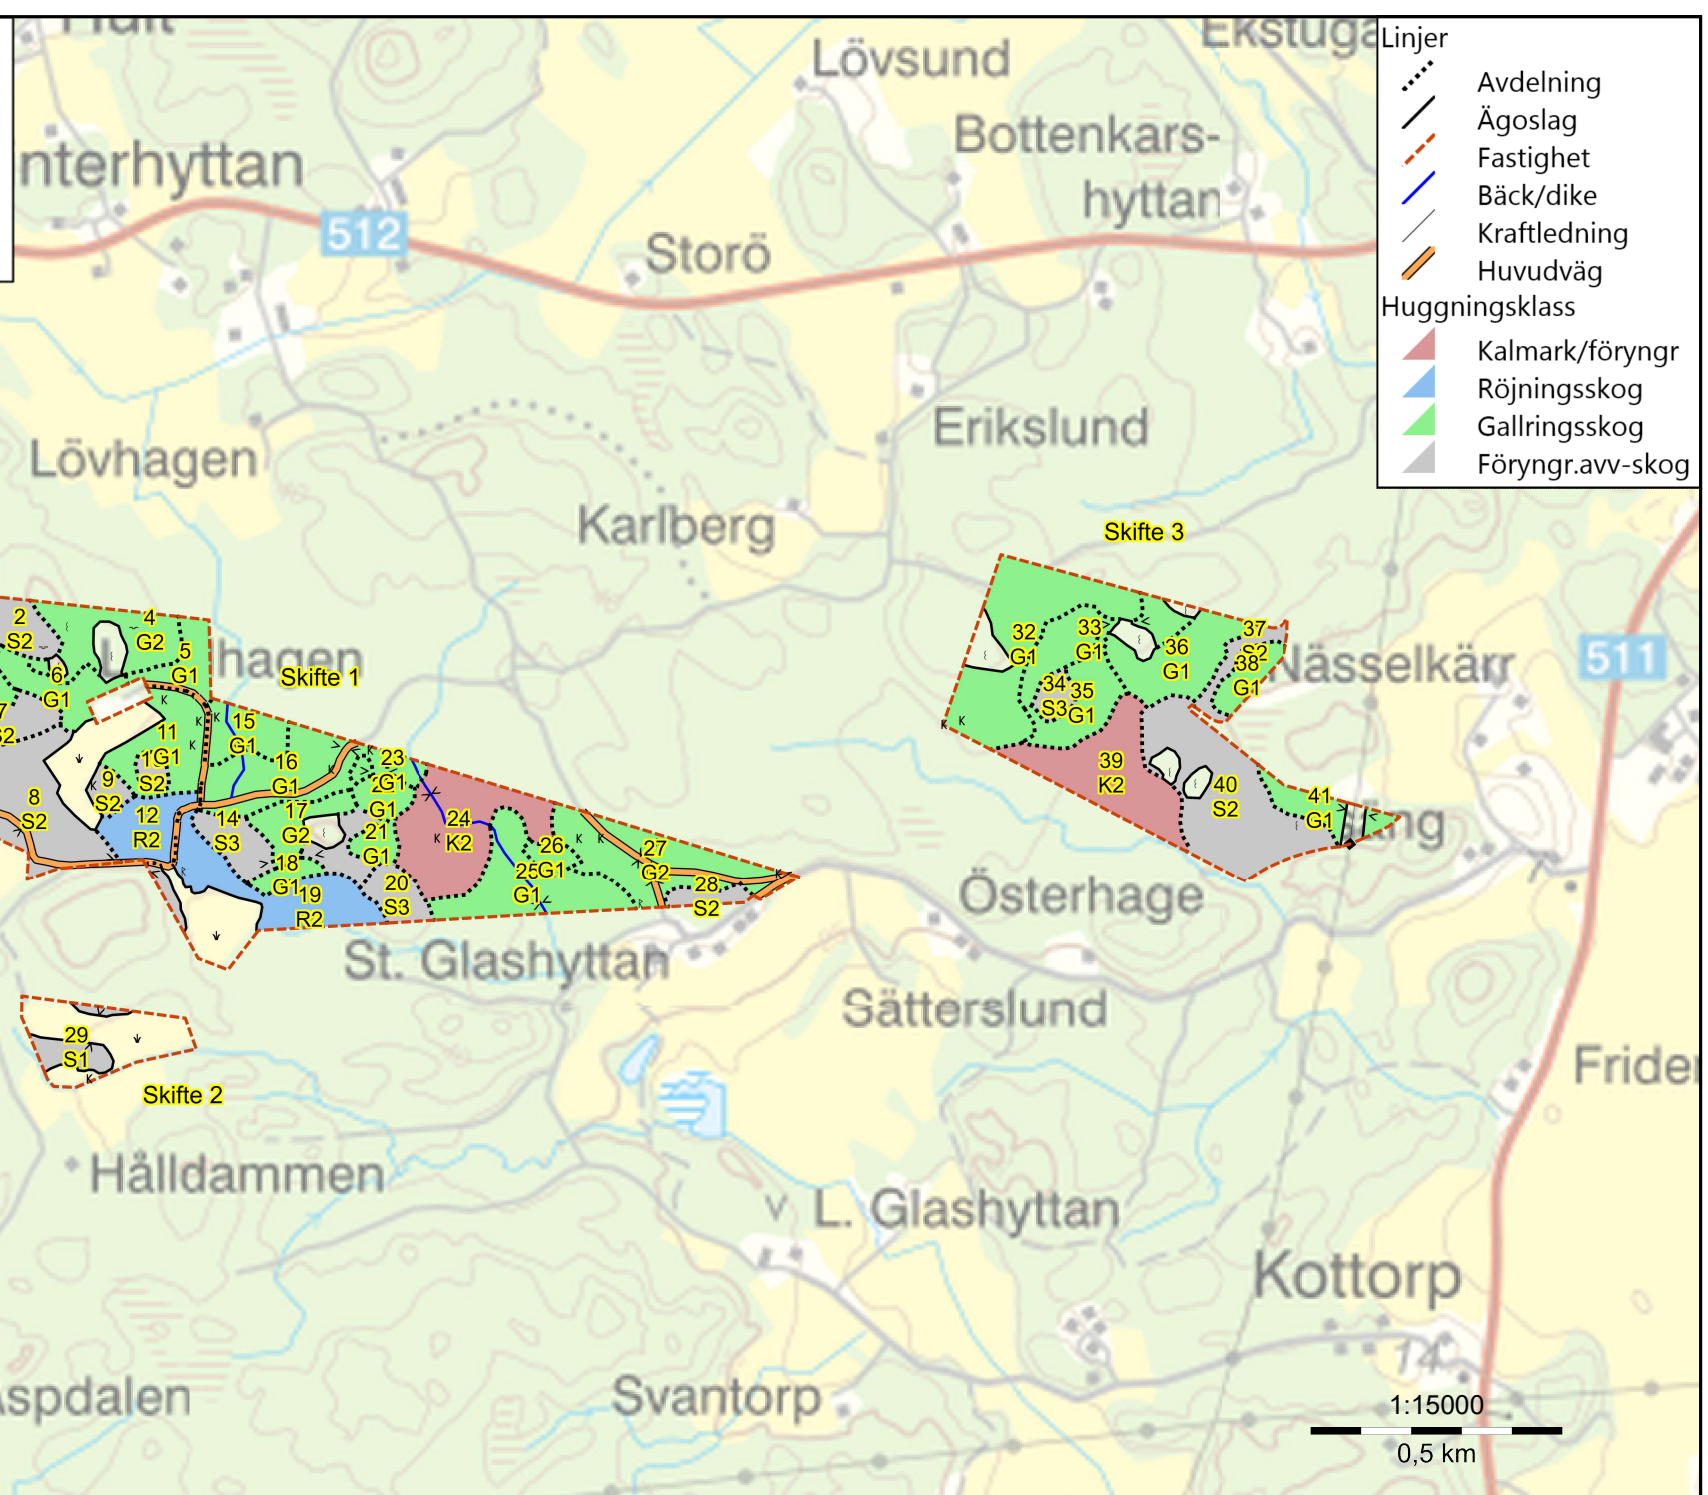 Lövsund
Linjer
Avdelning
Ägoslag
Fastighet
Bäck/dike
Kraftledning
Huvudväg
Huggningsklass
Kalmark/föryngr
Röjningsskog
Gallringsskog
Föryngr.avv-skog
Bottenkars-
hyttan
512
Storö
Erikslund
Lövhagen
Karlberg
Skifte 3
Skifte 1
Nässelkärr
511
2
S2
4
G2
5
G1
6
G1
8
S2
9
S2
11
G1
S2
12
R2
14
S3
15
G1
16
G1
17
G2
18
G1
19
R2
20
S3
21
G1
G1
23
G1
24
K2
25
G1
26
G1
27
G2
28
S2
32
G1
33
G1
34
S3
35
G1
36
G1
37
S2
38
G1
39
K2
40
S2
41
G1
Österhage
St. Glashyttan
Sätterslund
29
S1
Skifte 2
Hålldammen
L. Glashyttan
Kottorp
14
Svantorp
1:15000
0,5 km